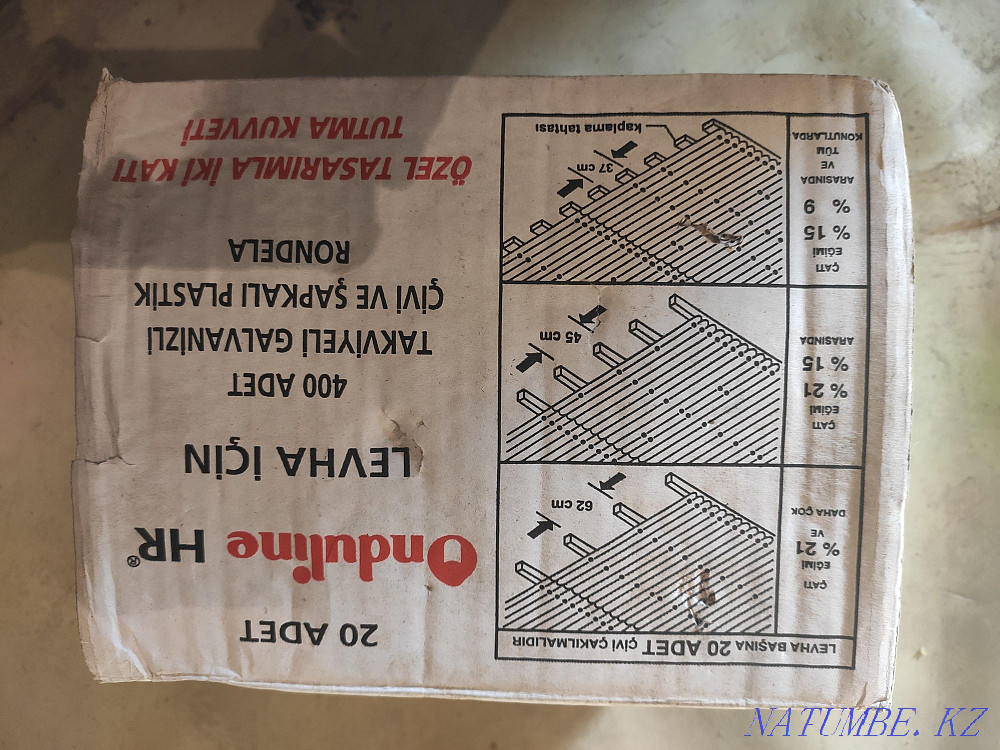 LEVHA BAŞINA 20 ADET ÇİVİ ÇAKILMALIDIR
ÇATI
EĞİMİ
% 21
VE
DAHA ÇOK
62 cm
ÇATI
EĞİMİ
% 21
% 15
ARASINDA
45 cm
ÇATI
EĞİMİ
% 15
% 9
ARASINDA
VE
TÜM
KONUTLARDA
37 cm
kaplama tahtası
20 ADET
Onduline HR®
LEVHA İÇİN
400 ADET
TAKVİYELİ GALVANİZLİ
ÇİVİ VE ŞAPKALI PLASTİK
RONDELA
ÖZEL TASARIMLA İKİ KATI
TUTMA KUVVETİ
NATUMBE.KZ